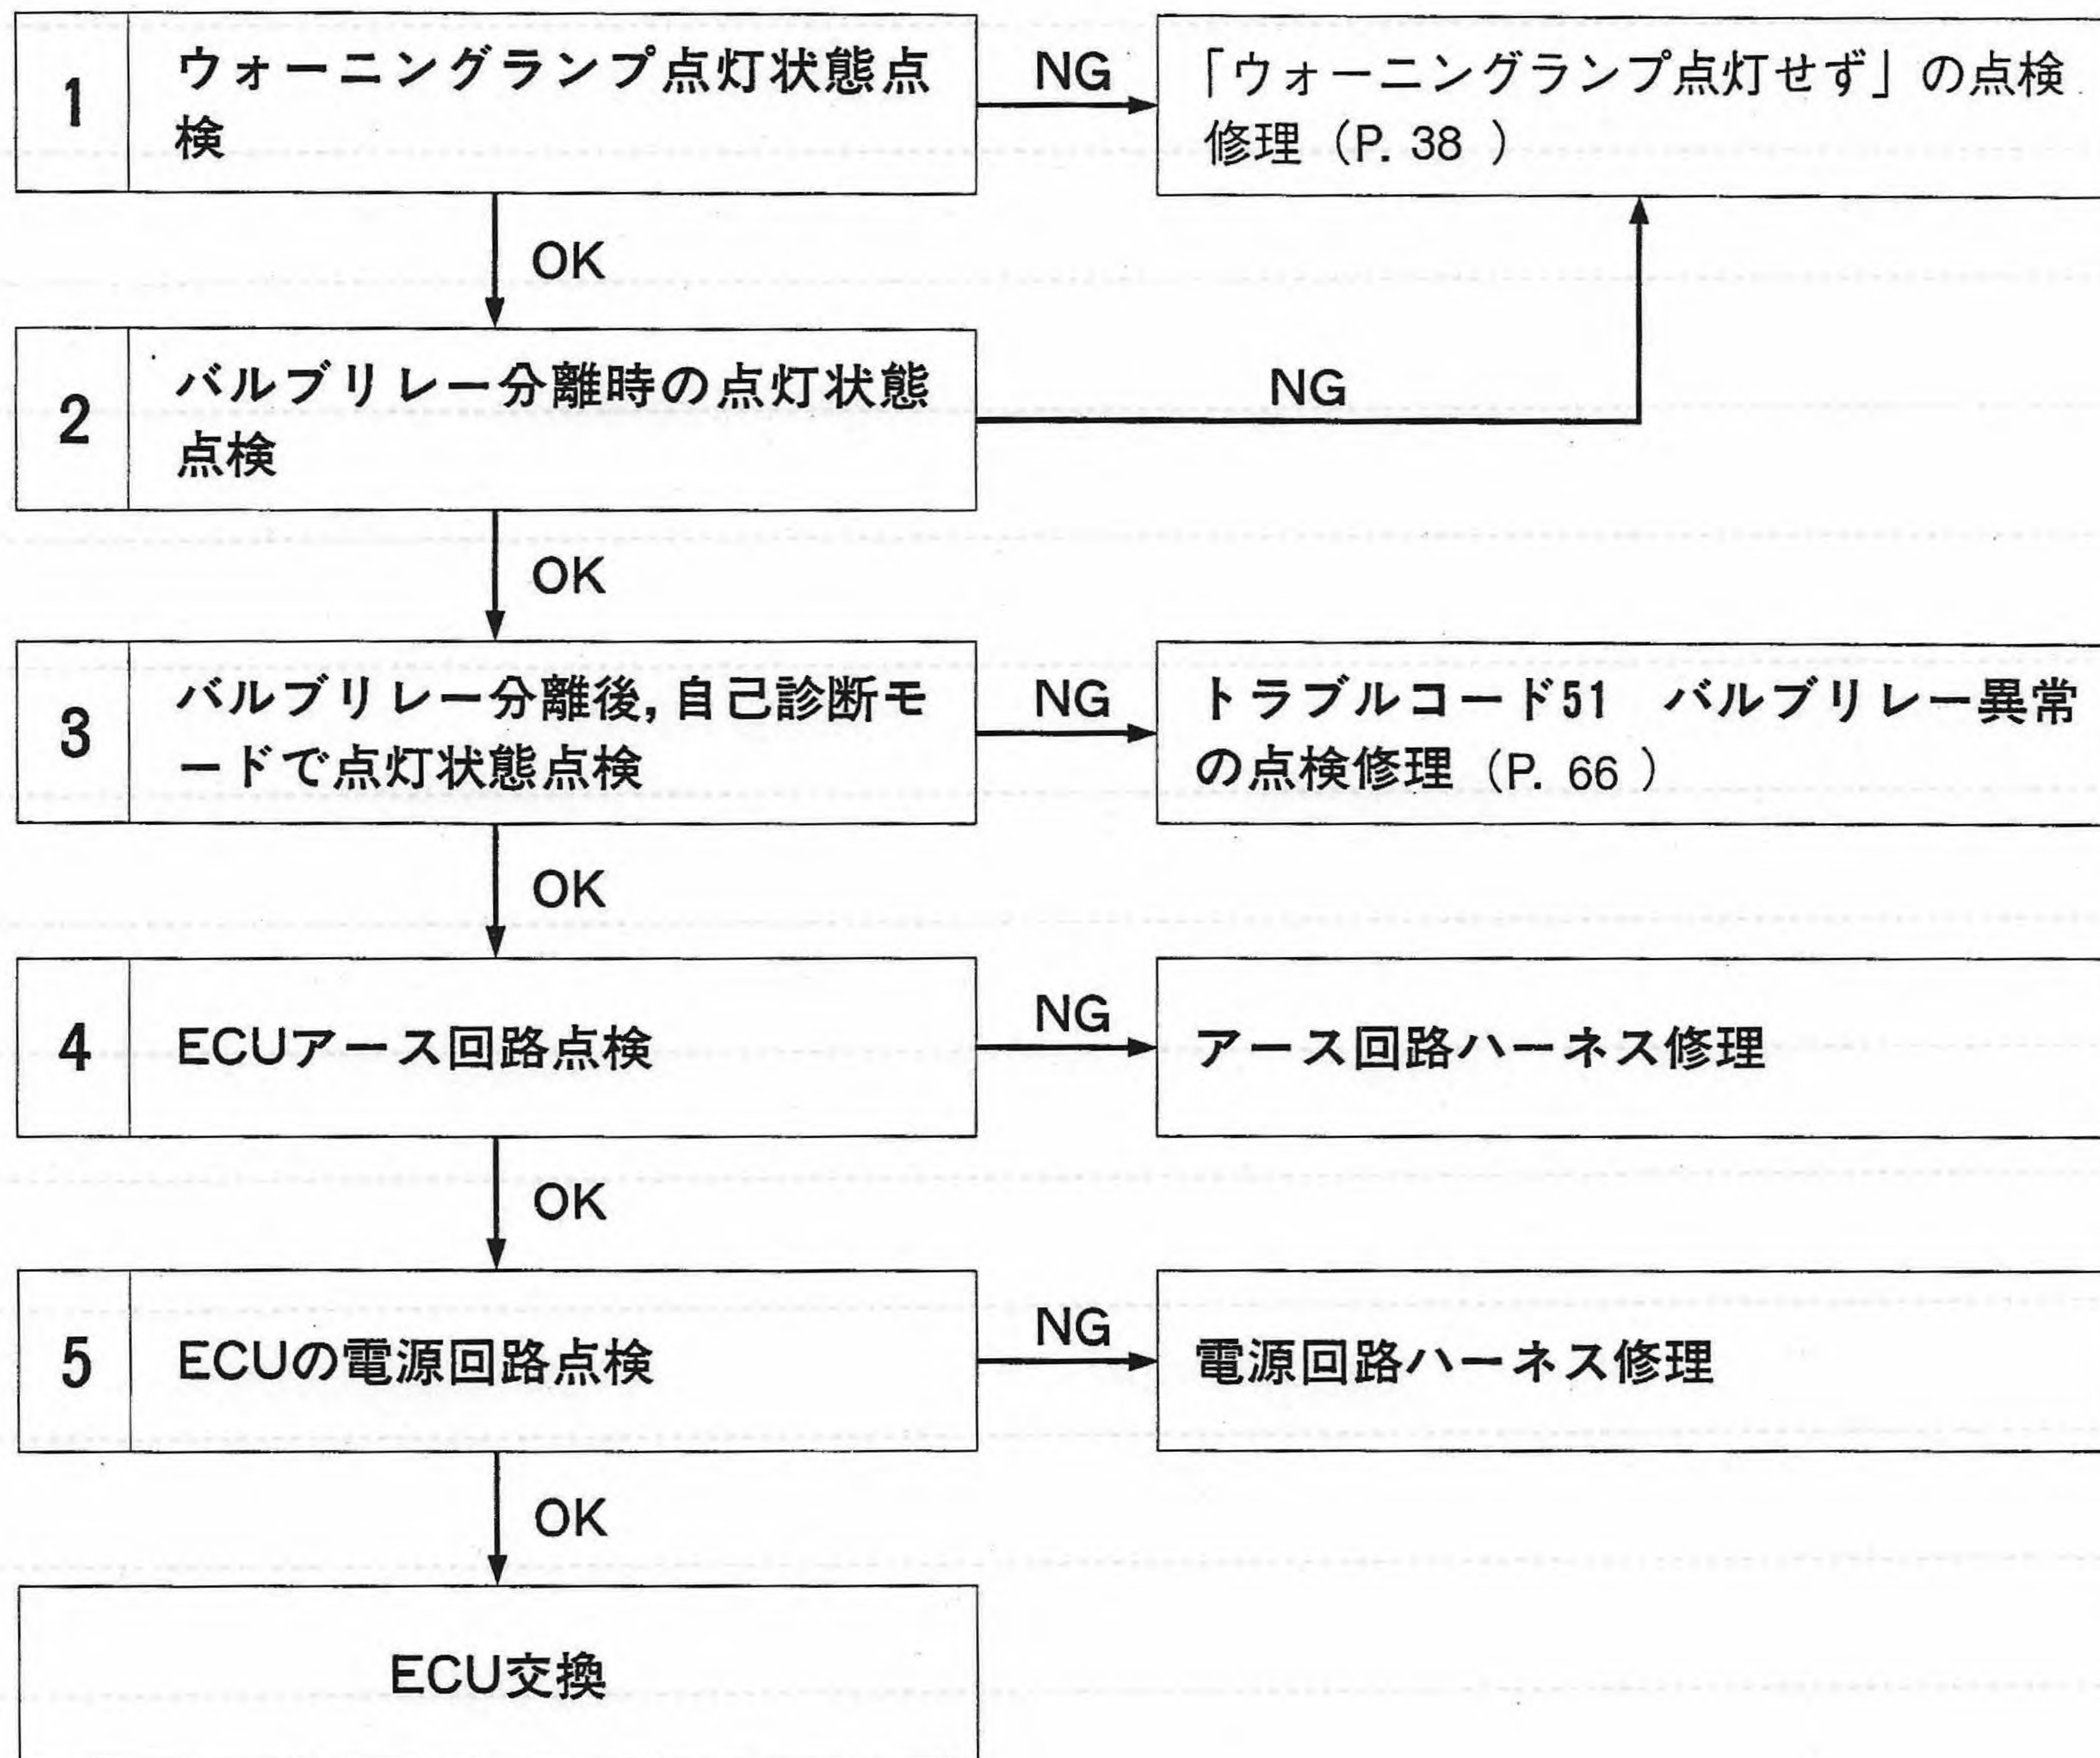 1
ウォーニングランプ点灯状態点
検
NG
「ウォーニングランプ点灯せず」の点検
修理（P. 38 ）
OK
2
バルブリレー分離時の点灯状態
点検
NG
OK
3
バルブリレー分離後,自己診断モ
ードで点灯状態点検
NG
トラブルコード51　バルブリレー異常
の点検修理（P. 66 ）
OK
4
ECUアース回路点検
NG
アース回路ハーネス修理
OK
5
ECUの電源回路点検
NG
電源回路ハーネス修理
OK
ECU交換